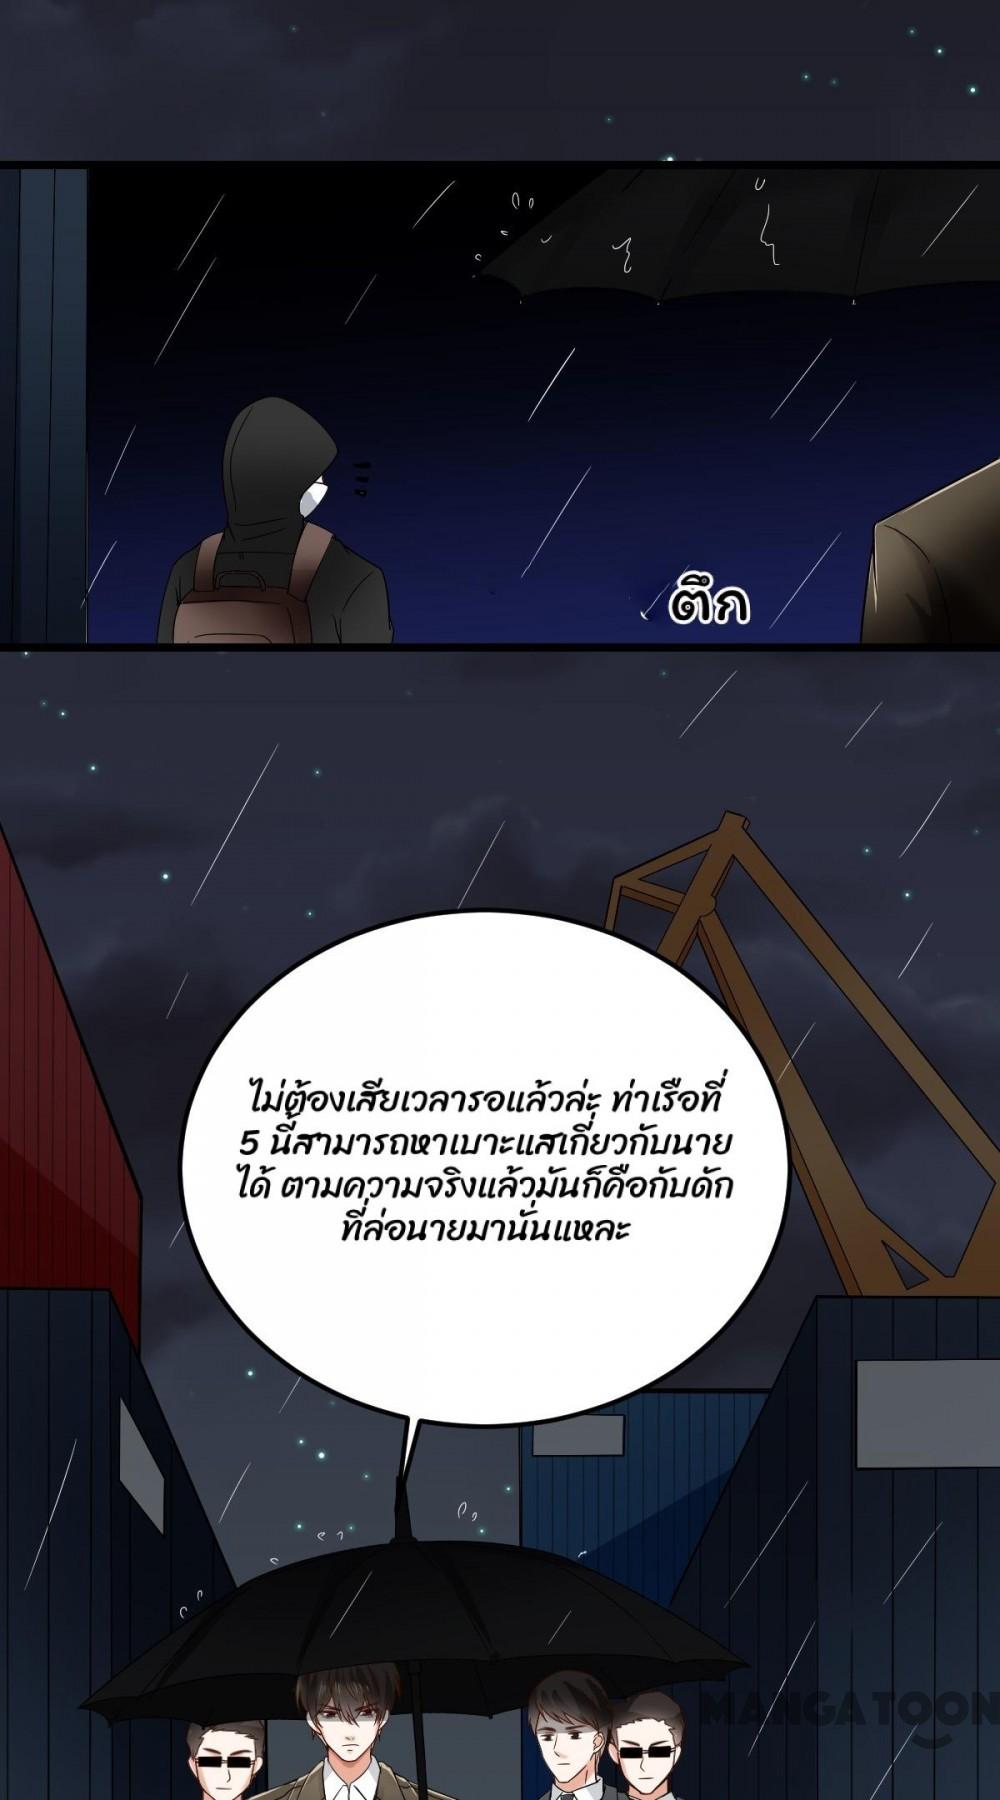 ตึก
ไม่ต้องเสียเวลารอแล้วล่ะ ท่าเรือที่
5 นี้สามารถหาเบาะแสเกี่ยวกับนาย
ได้ ตามความจริงแล้วมันก็คือกับดัก
ที่ล่อนายมานั่นแหละ
MANGATOON